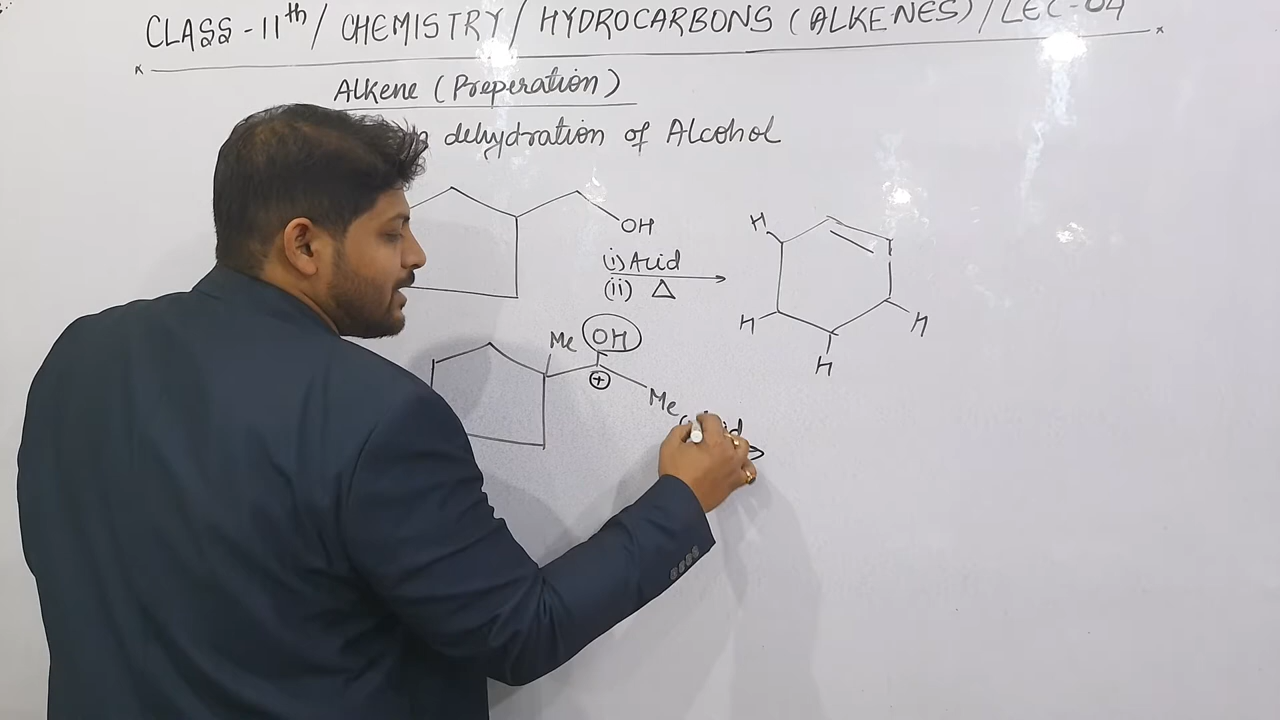 CLASS-11th/ CHEMISTRY/ HYDROCARBONS (ALKENES) / LEC-04
Alkene (Preperation)
dehydration of Alcohol
OH
(i) Acid
(ii) Δ
H
H
H
H
Me OH
+
Me